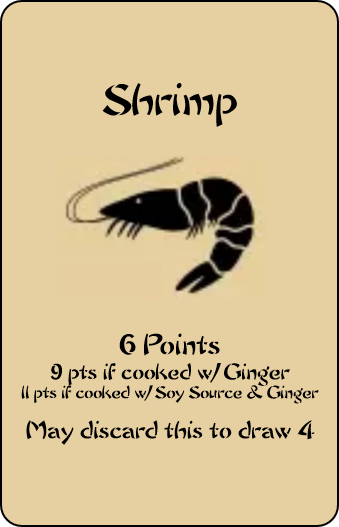 Shrimp
6 Points
9 pts if cooked w/ Ginger
11 pts if cooked w/ Soy Source & Ginger
May discard this to draw 4